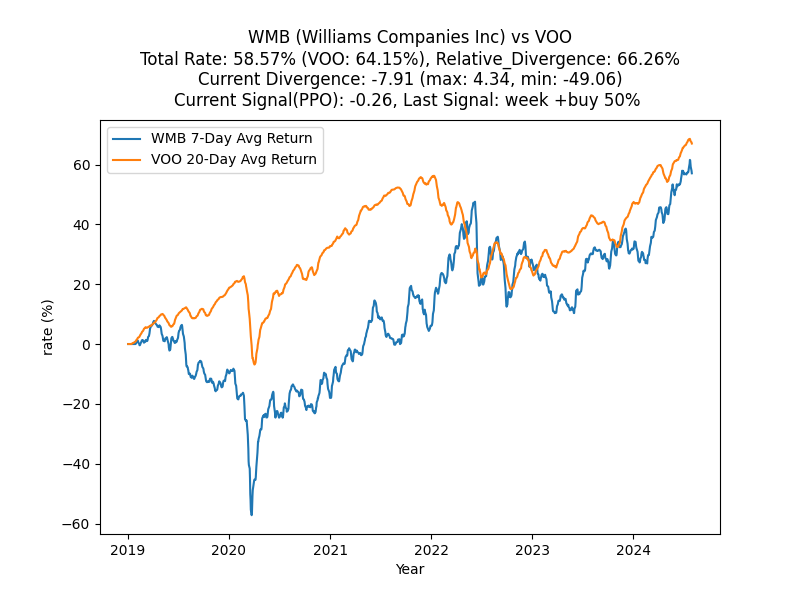 WMB (Williams Companies Inc) vs VOO
Total Rate: 58.57% (VOO: 64.15%), Relative_Divergence: 66.26%
Current Divergence: -7.91 (max: 4.34, min: -49.06)
Current Signal(PPO): -0.26, Last Signal: week +buy 50%
WMB 7-Day Avg Return
VOO 20-Day Avg Return
60
40
20
0
−20
−40
−60
rate (%)
2019 2020 2021 2022 2023 2024
Year